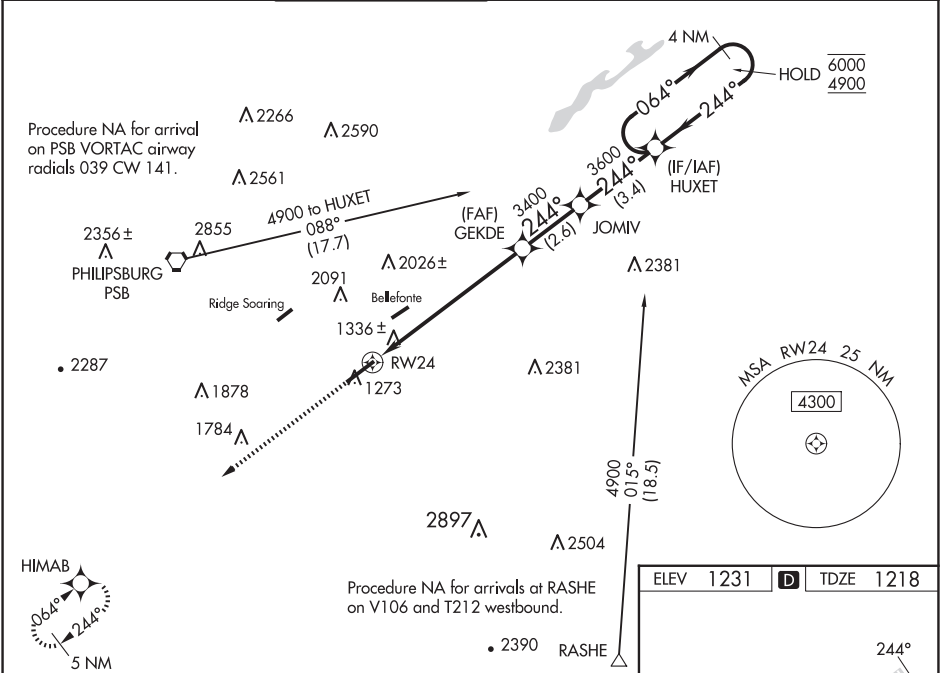 4 NM
HOLD
6000
4900
064°
244°
2266
2590
Procedure NA for arrival
on PSB VORTAC airway
radials 039 CW 141.
2561
3600
244°
(3.4)
(IF/IAF)
HUXET
4900 to HUXET
088°
(17.7)
(FAF)
GEKDE
3400
244°
(2.6)
JOMIV
2356 ±
2855
PHILIPSBURG
PSB
2026 ±
2381
2091
Ridge Soaring
Bellefonte
1336 ±
RW24
2287
2381
MSA RW24 25 NM
1878
1273
4300
1784
4900
015°
(18.5)
2897
2504
HIMAB
064°
244°
5 NM
Procedure NA for arrivals at RASHE
on V106 and T212 westbound.
2390
RASHE
ELEV 1231 D TDZE 1218
244°